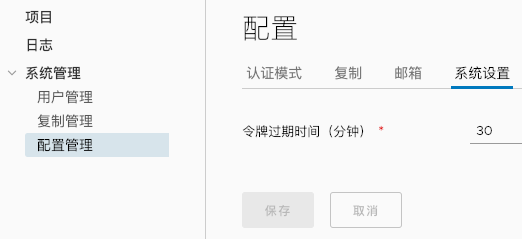 项目
日志
系统管理
用户管理
复制管理
配置管理
配置
认证模式 复制 邮箱 系统设置
令牌过期时间（分钟） * 30
保存 取消